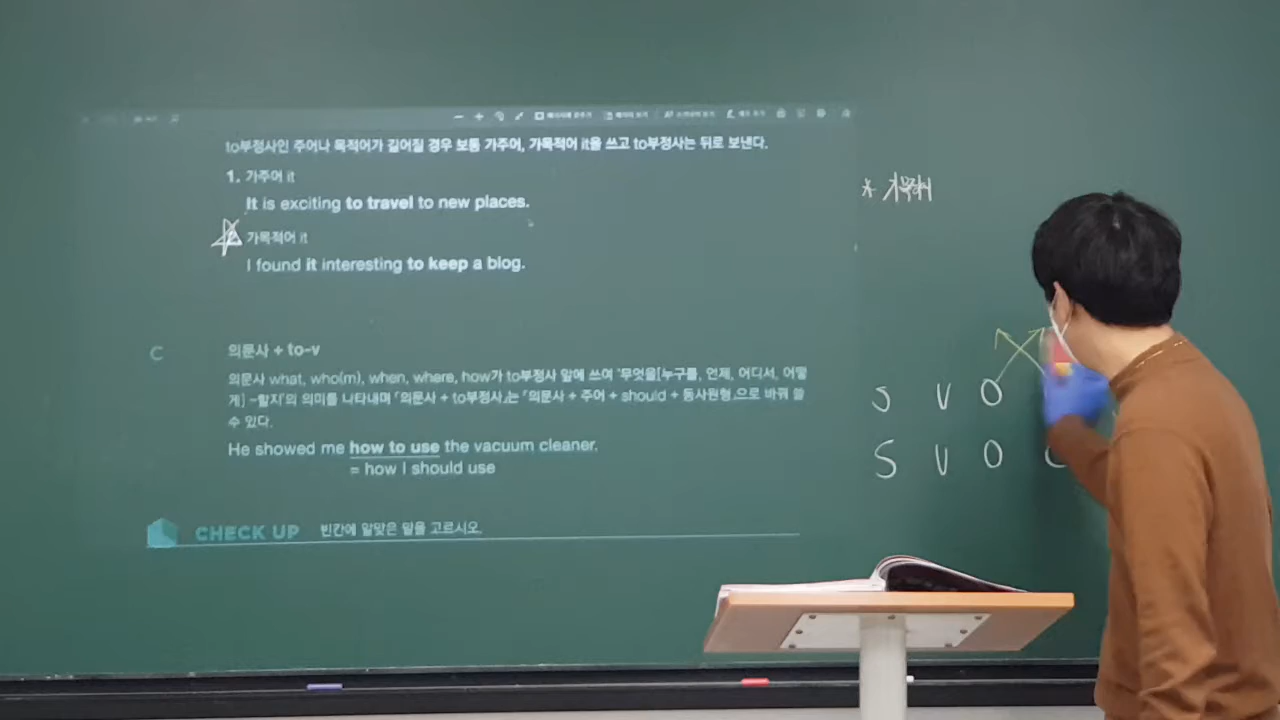 to부정사인 주어나 목적어가 길어질 경우 보통 가주어, 가목적어 it을 쓰고 to부정사는 뒤로 보낸다.
1. 가주어 it
It is exciting to travel to new places.
가목적어 it
I found it interesting to keep a blog.
C 의문사 + to-v
의문사 what, who(m), when, where, how가 to부정사 앞에 쓰여 '무엇을[누구를, 언제, 어디서, 어떻
게] ~할지'의 의미를 나타내며 「의문사 + to부정사」는 「의문사 + 주어 + should + 동사원형」으로 바꿔 쓸
수 있다.
He showed me how to use the vacuum cleaner.
= how I should use
CHECK UP 빈칸에 알맞은 말을 고르시오.
S V O
S V O